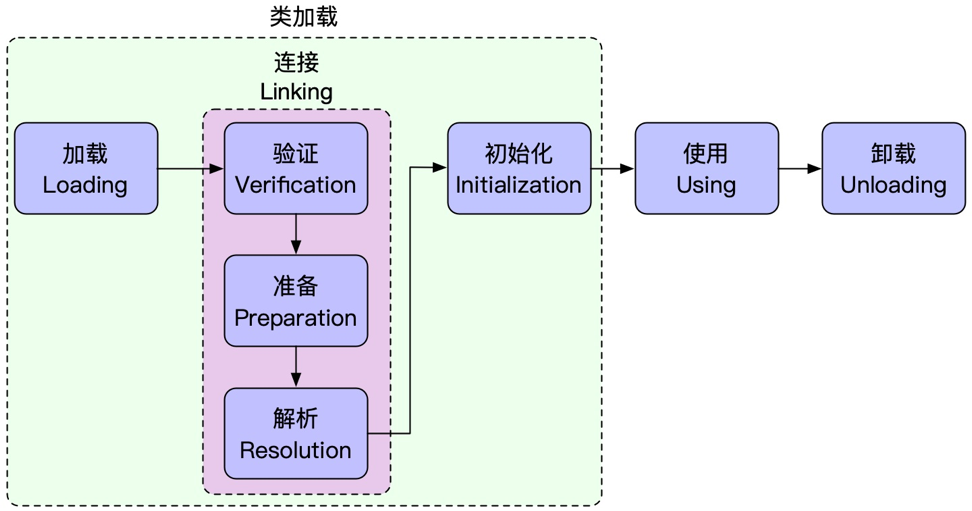 类加载
连接
Linking
加载
Loading
验证
Verification
准备
Preparation
解析
Resolution
初始化
Initialization
使用
Using
卸载
Unloading